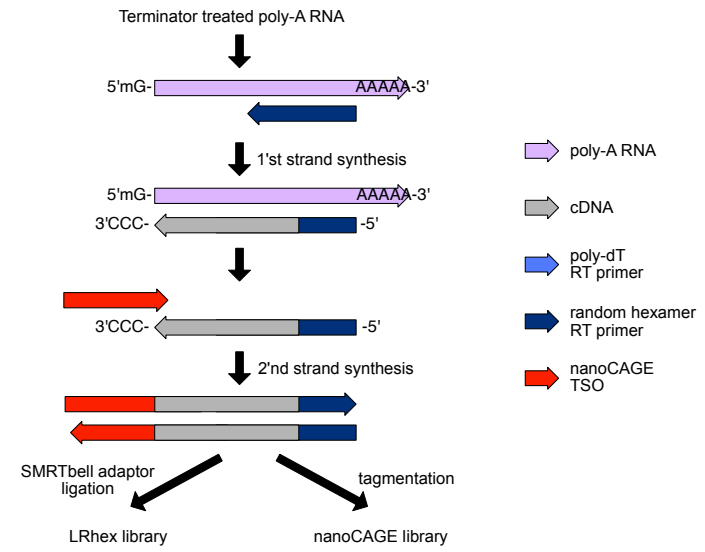 Terminator treated poly-A RNA
5'mG-
AAAAA-3'
1'st strand synthesis
5'mG-
AAAAA-3'
3'CCC-
-5'
3'CCC-
-5'
2'nd strand synthesis
SMRTbell adaptor
ligation
tagmentation
LRhex library
nanoCAGE library
poly-A RNA
cDNA
poly-dT
RT primer
random hexamer
RT primer
nanoCAGE
TSO